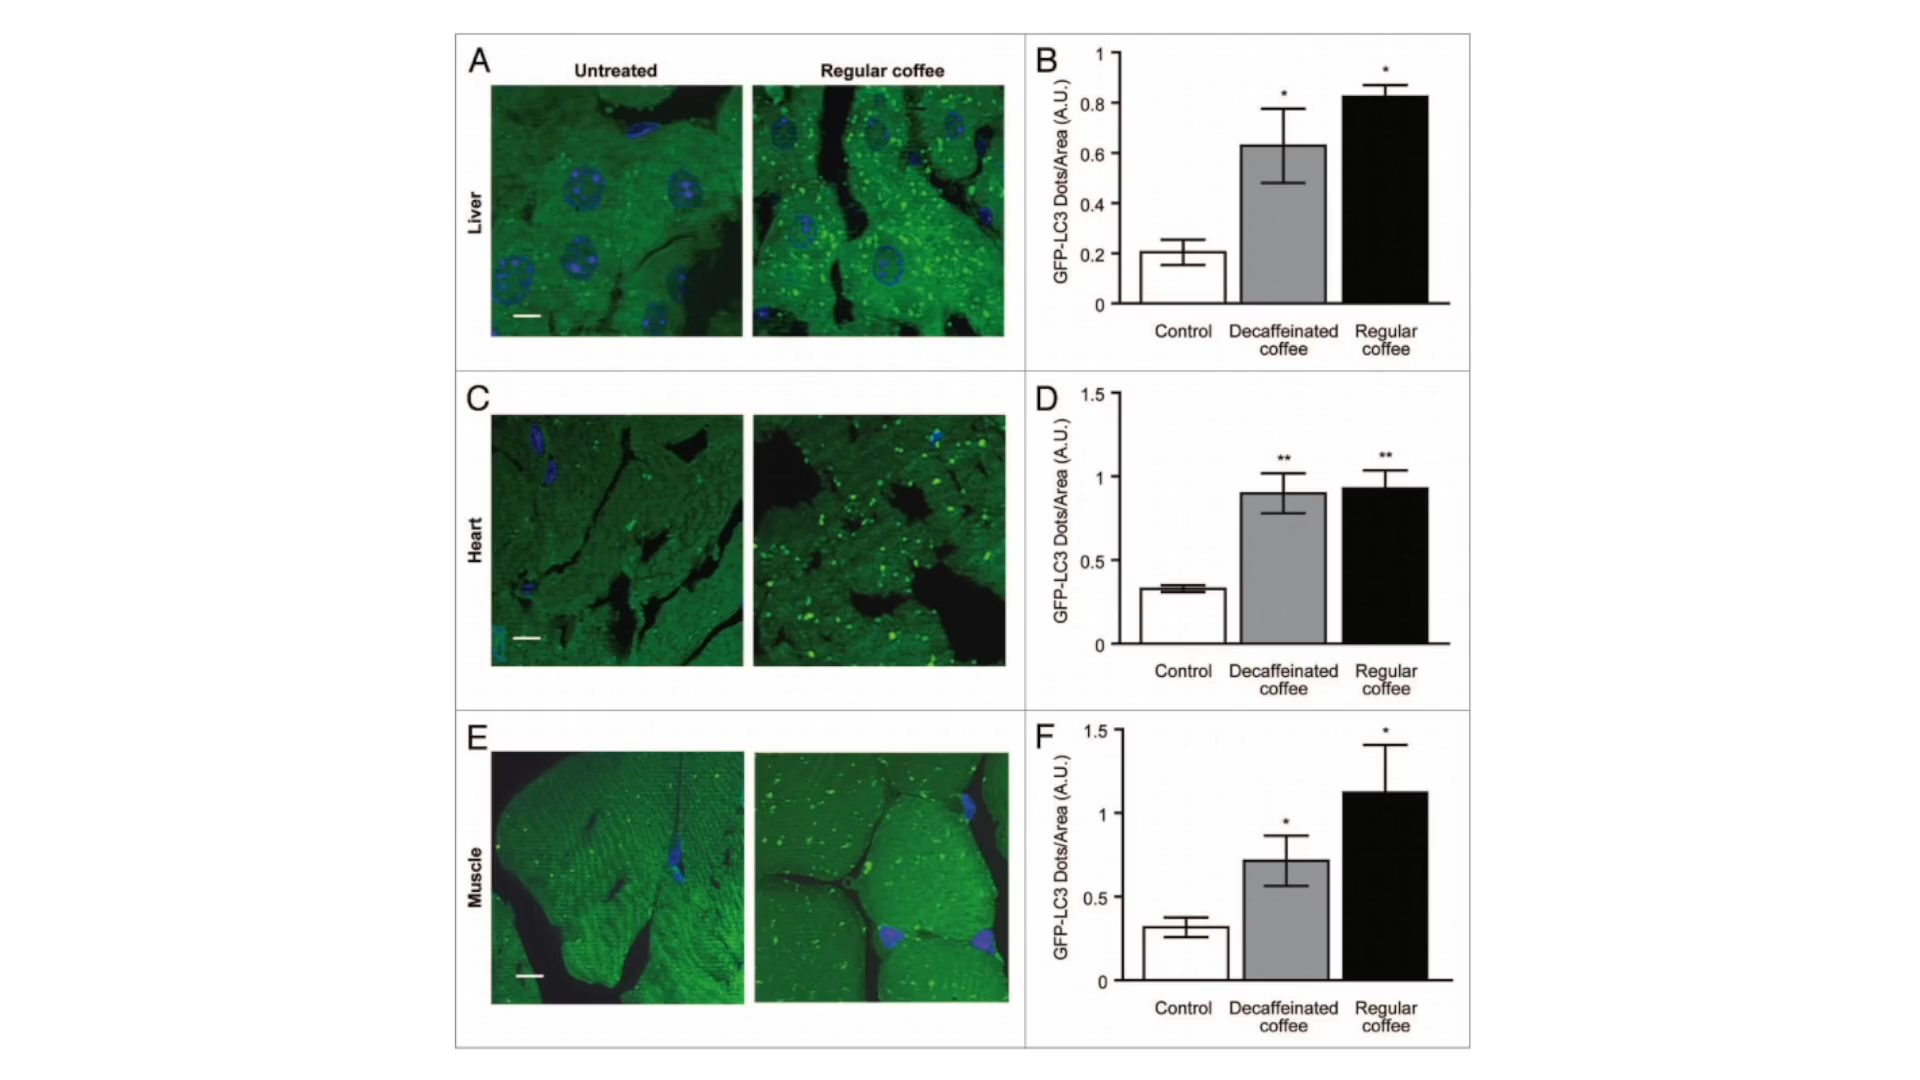 A
Untreated
Regular coffee
Liver
B
GFP-LC3 Dots/Area (A.U.)
1
0.8
0.6
0.4
0.2
0
*
*
Control
Decaffeinated
coffee
Regular
coffee
C
Heart
D
GFP-LC3 Dots/Area (A.U.)
1.5
1
0.5
0
**
**
Control
Decaffeinated
coffee
Regular
coffee
E
Muscle
F
GFP-LC3 Dots/Area (A.U.)
1.5
1
0.5
0
*
*
Control
Decaffeinated
coffee
Regular
coffee